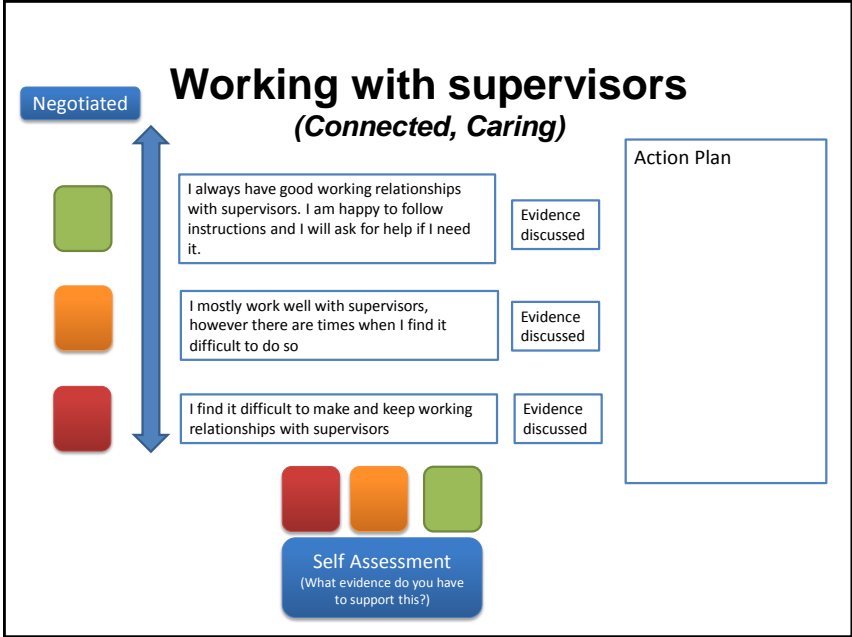 Working with supervisors
Negotiated
(Connected, Caring)
Action Plan
I always have good working relationships
with supervisors. I am happy to follow
instructions and I will ask for help if I need
it.
Evidence
discussed
I mostly work well with supervisors,
however there are times when I find it
difficult to do so
Evidence
discussed
I find it difficult to make and keep working
relationships with supervisors
Evidence
discussed
Self Assessment
(What evidence do you have
to support this?)